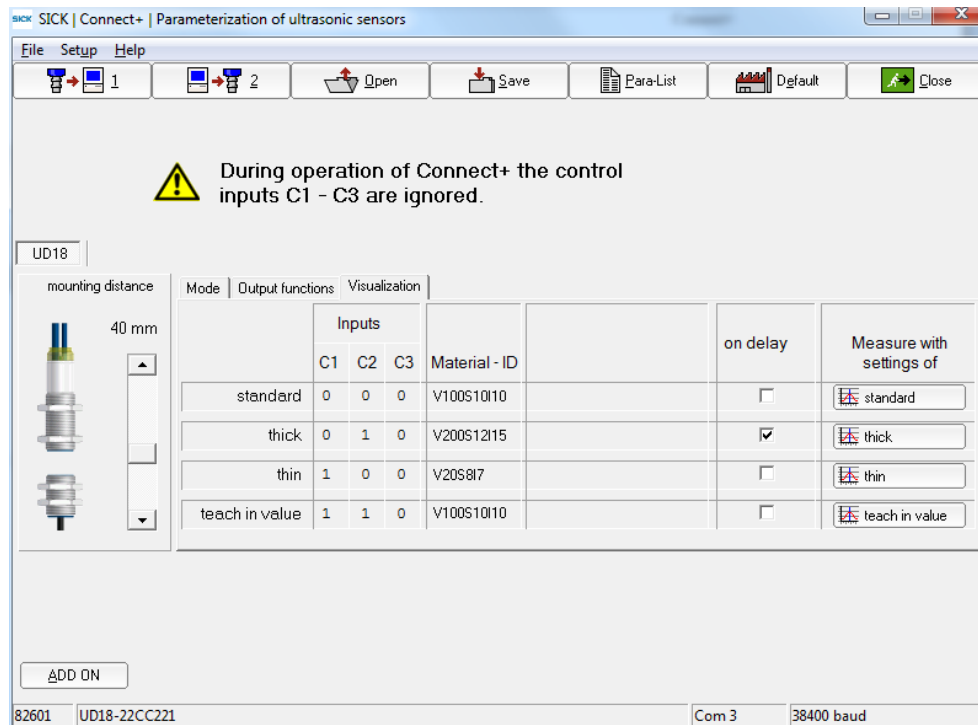 SICK SICK | Connect+ | Parameterization of ultrasonic sensors
File Setup Help
1 2 Open Save Para-List Default Close
During operation of Connect+ the control
inputs C1 - C3 are ignored.
UD18
mounting distance
40 mm
Mode Output functions Visualization
Inputs
C1 C2 C3 Material - ID on delay Measure with
settings of
standard 0 0 0 V100S10I10 standard
thick 0 1 0 V200S12I15 thick
thin 1 0 0 V20S8I7 thin
teach in value 1 1 0 V100S10I10 teach in value
ADD ON
82601 UD18-22CC221 Com 3 38400 baud